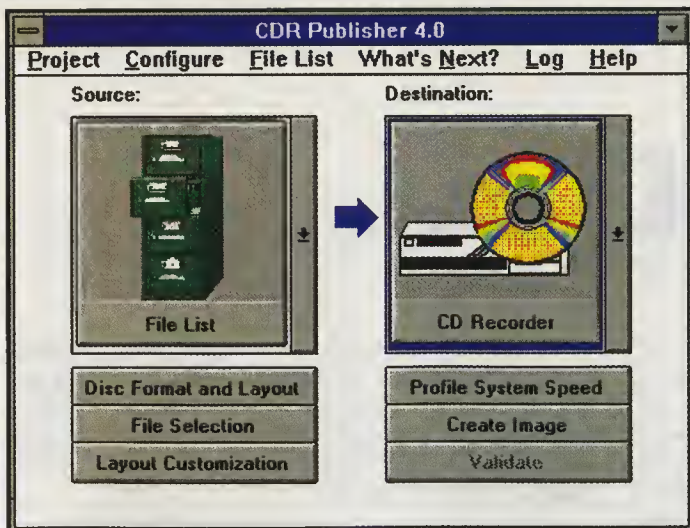 CDR Publisher 4.0
Project Configure File List What's Next? Log Help
Source:
Destination:
File List
CD Recorder
Disc Format and Layout
Profile System Speed
File Selection
Create Image
Layout Customization
Validate